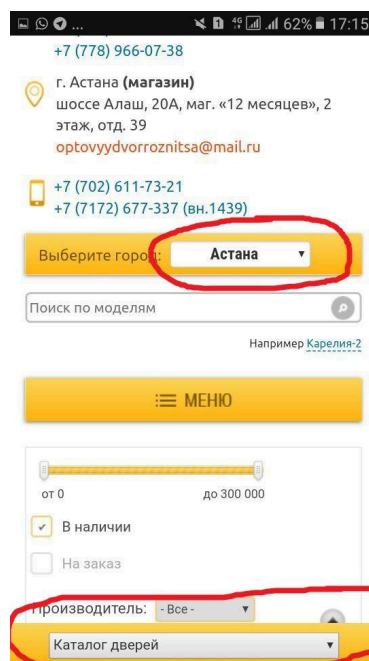 4G 62% 17:15
+7 (778) 966-07-38
г. Астана (магазин)
шоссе Алаш, 20А, маг. «12 месяцев», 2
этаж, отд. 39
optovyydvorroznitsa@mail.ru
+7 (702) 611-73-21
+7 (7172) 677-337 (вн.1439)
Выберите город: Астана
Поиск по моделям
Например Карелия-2
МЕНЮ
от 0 до 300 000
В наличии
На заказ
Производитель: - Все -
Каталог дверей